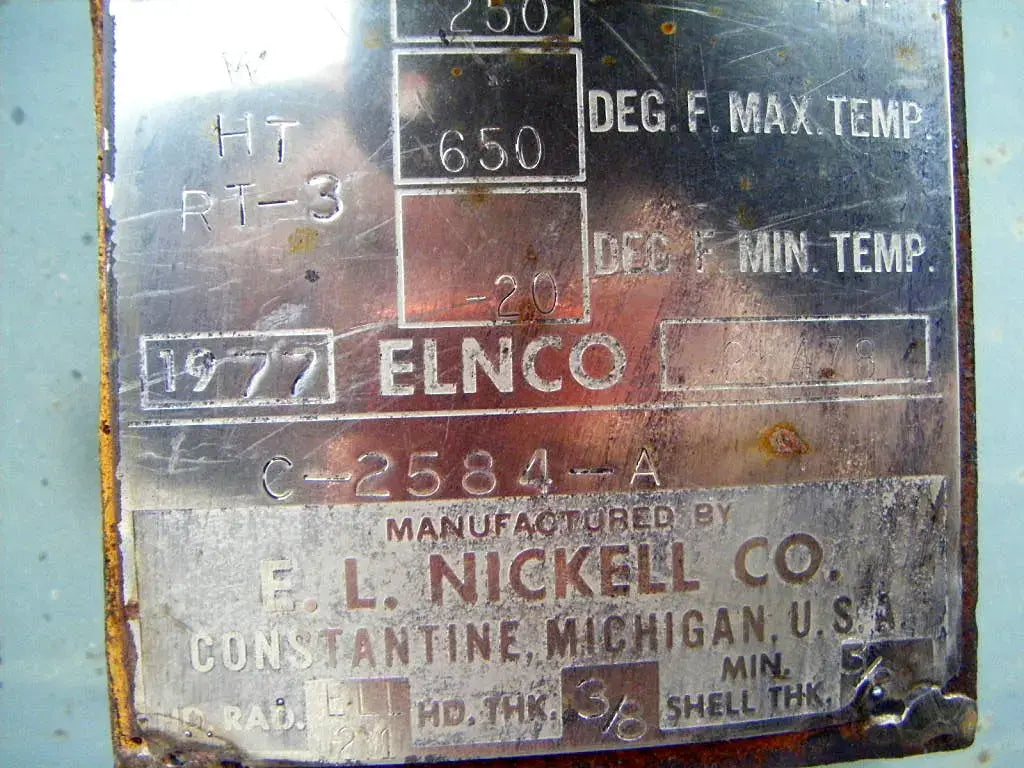 250
W
HT
650 DEG. F. MAX. TEMP.
RT-3
-20 DEG. F. MIN. TEMP.
1977 ELNCO
C-2584-A
MANUFACTURED BY
E. L. NICKELL CO.
CONSTANTINE, MICHIGAN, U.S.A.
RAD. HD. THK. 3/8 MIN. SHELL THK.